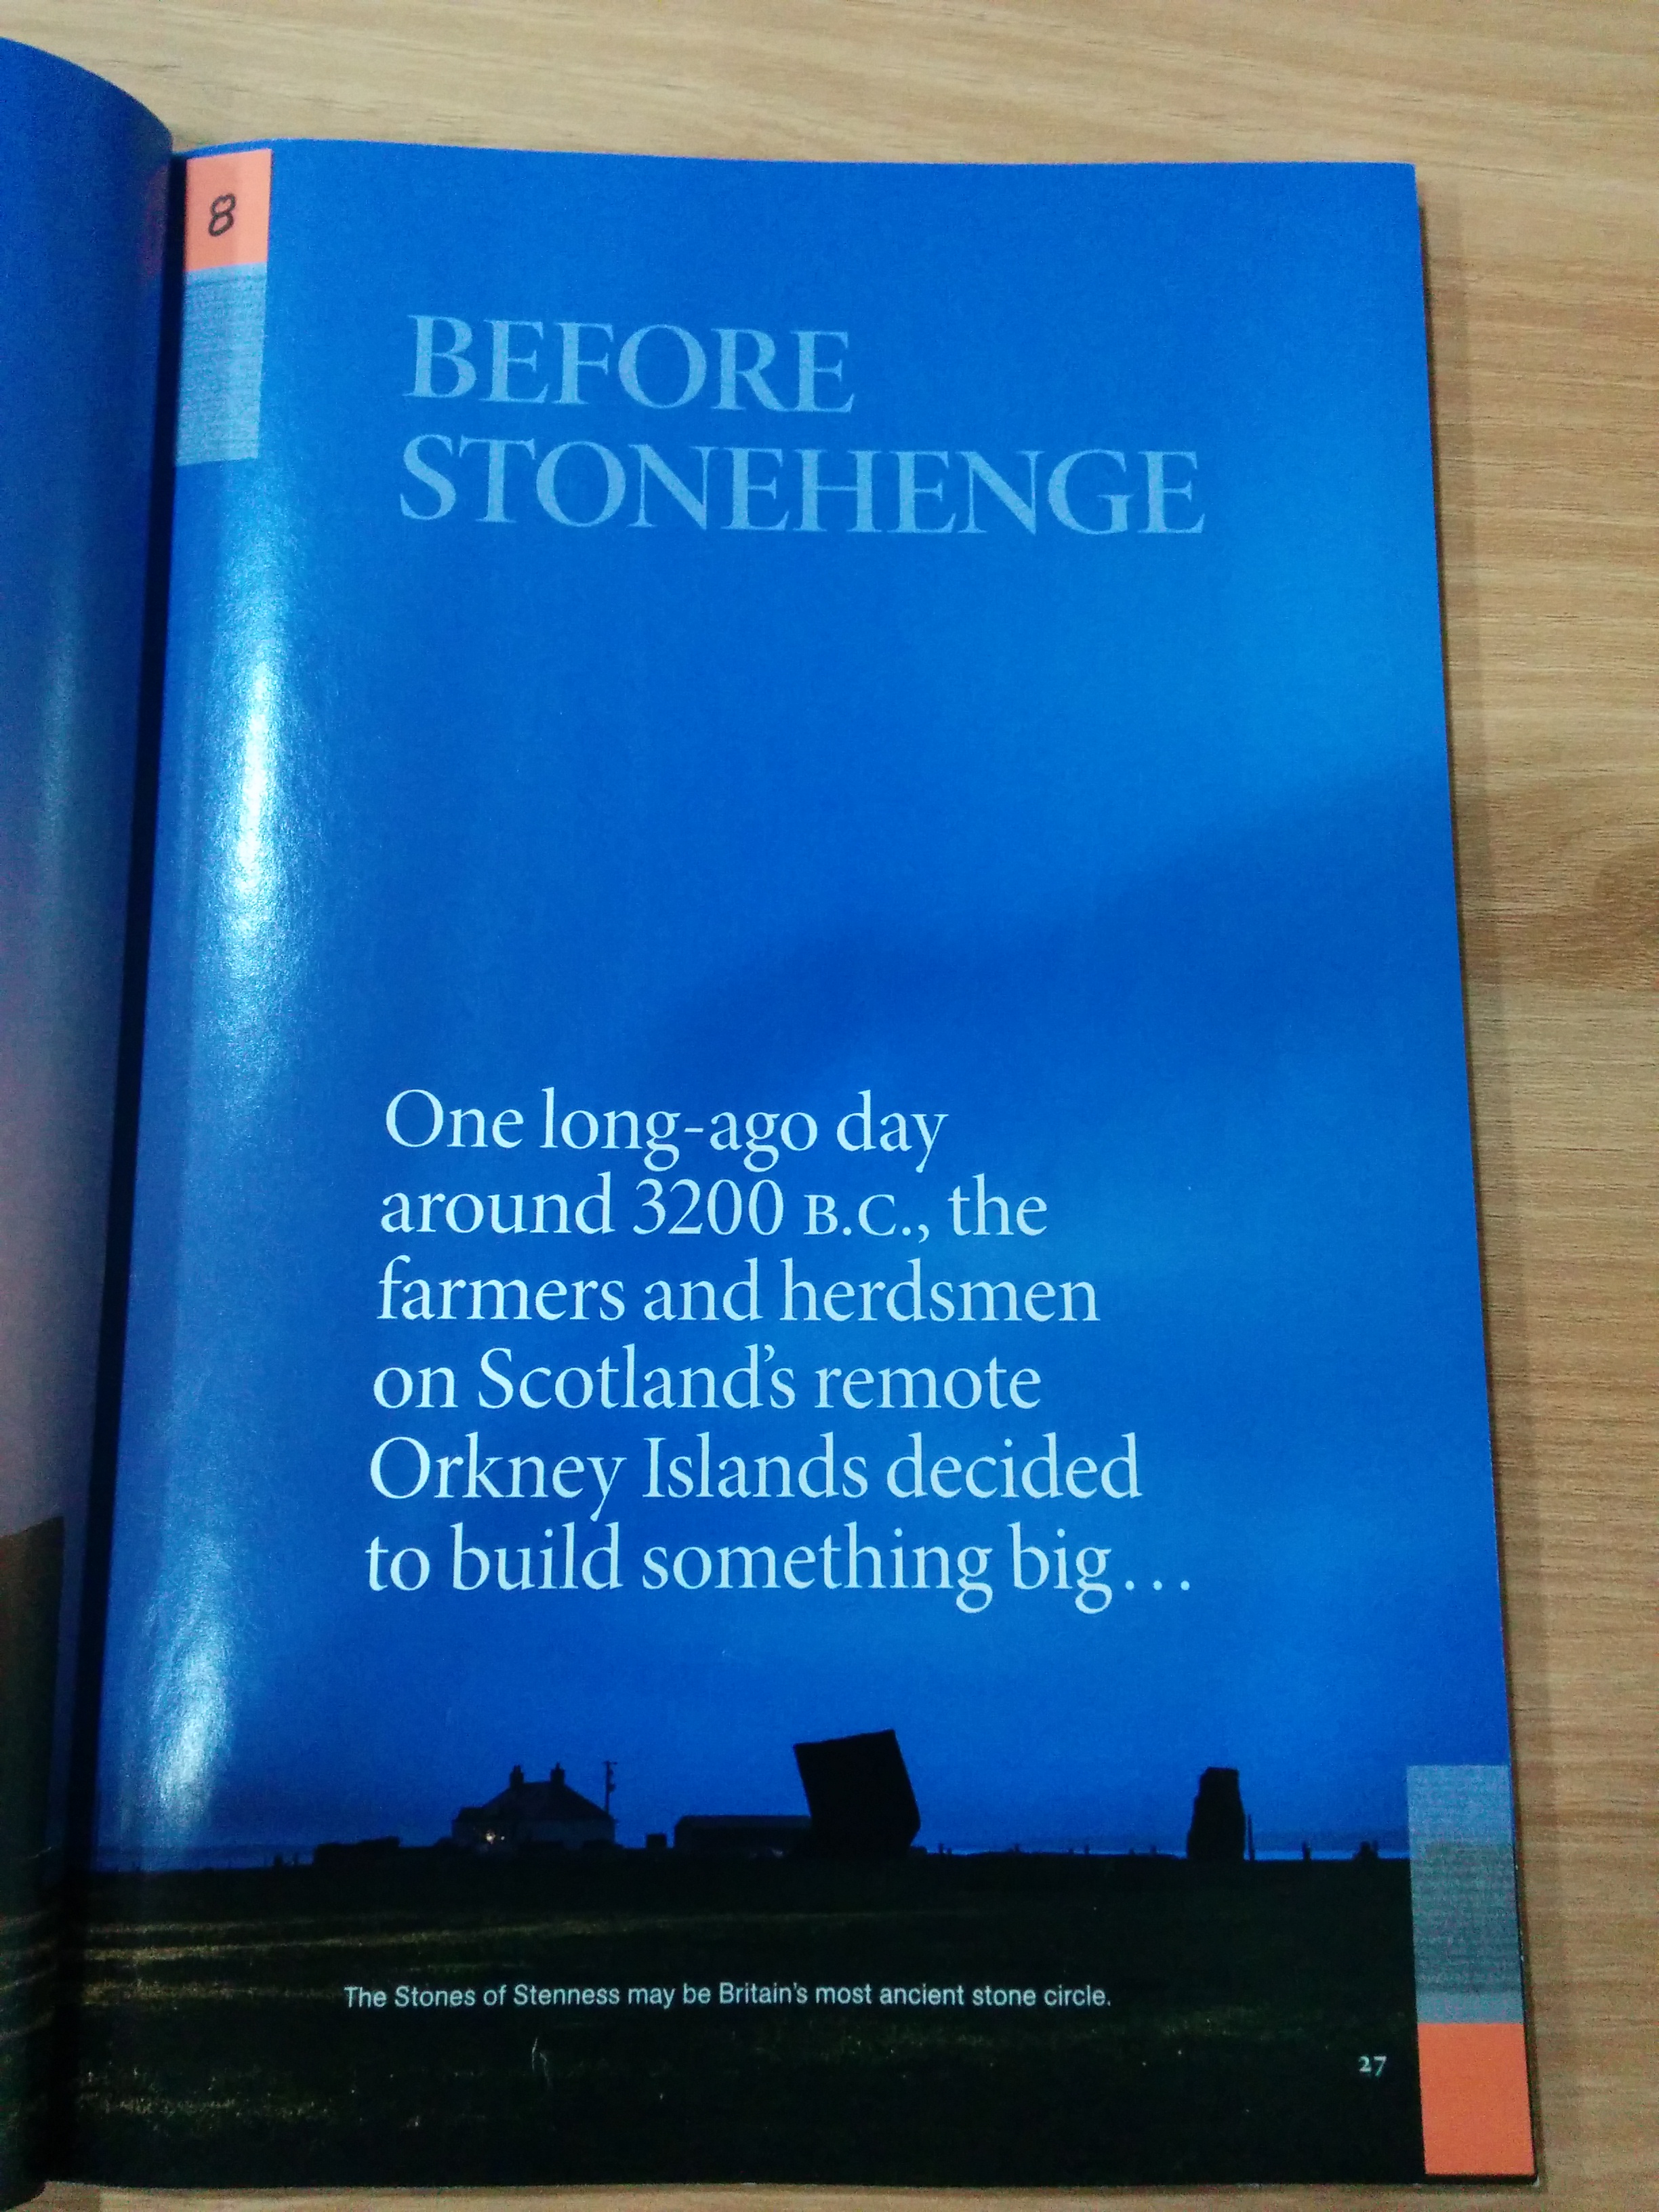 8
BEFORE
STONEHENGE
One long-ago day
around 3200 B.C., the
farmers and herdsmen
on Scotland's remote
Orkney Islands decided
to build something big...
The Stones of Stenness may be Britain's most ancient stone circle.
27